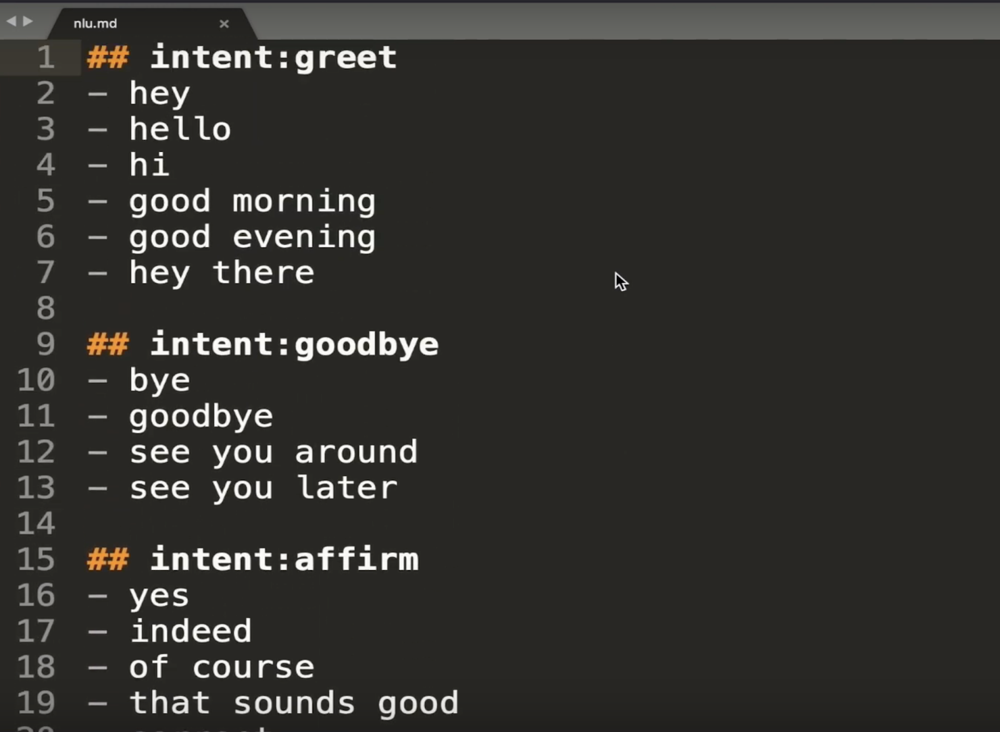 nlu.md
1 ## intent:greet
2 - hey
3 - hello
4 - hi
5 - good morning
6 - good evening
7 - hey there
8
9 ## intent:goodbye
10 - bye
11 - goodbye
12 - see you around
13 - see you later
14
15 ## intent:affirm
16 - yes
17 - indeed
18 - of course
19 - that sounds good